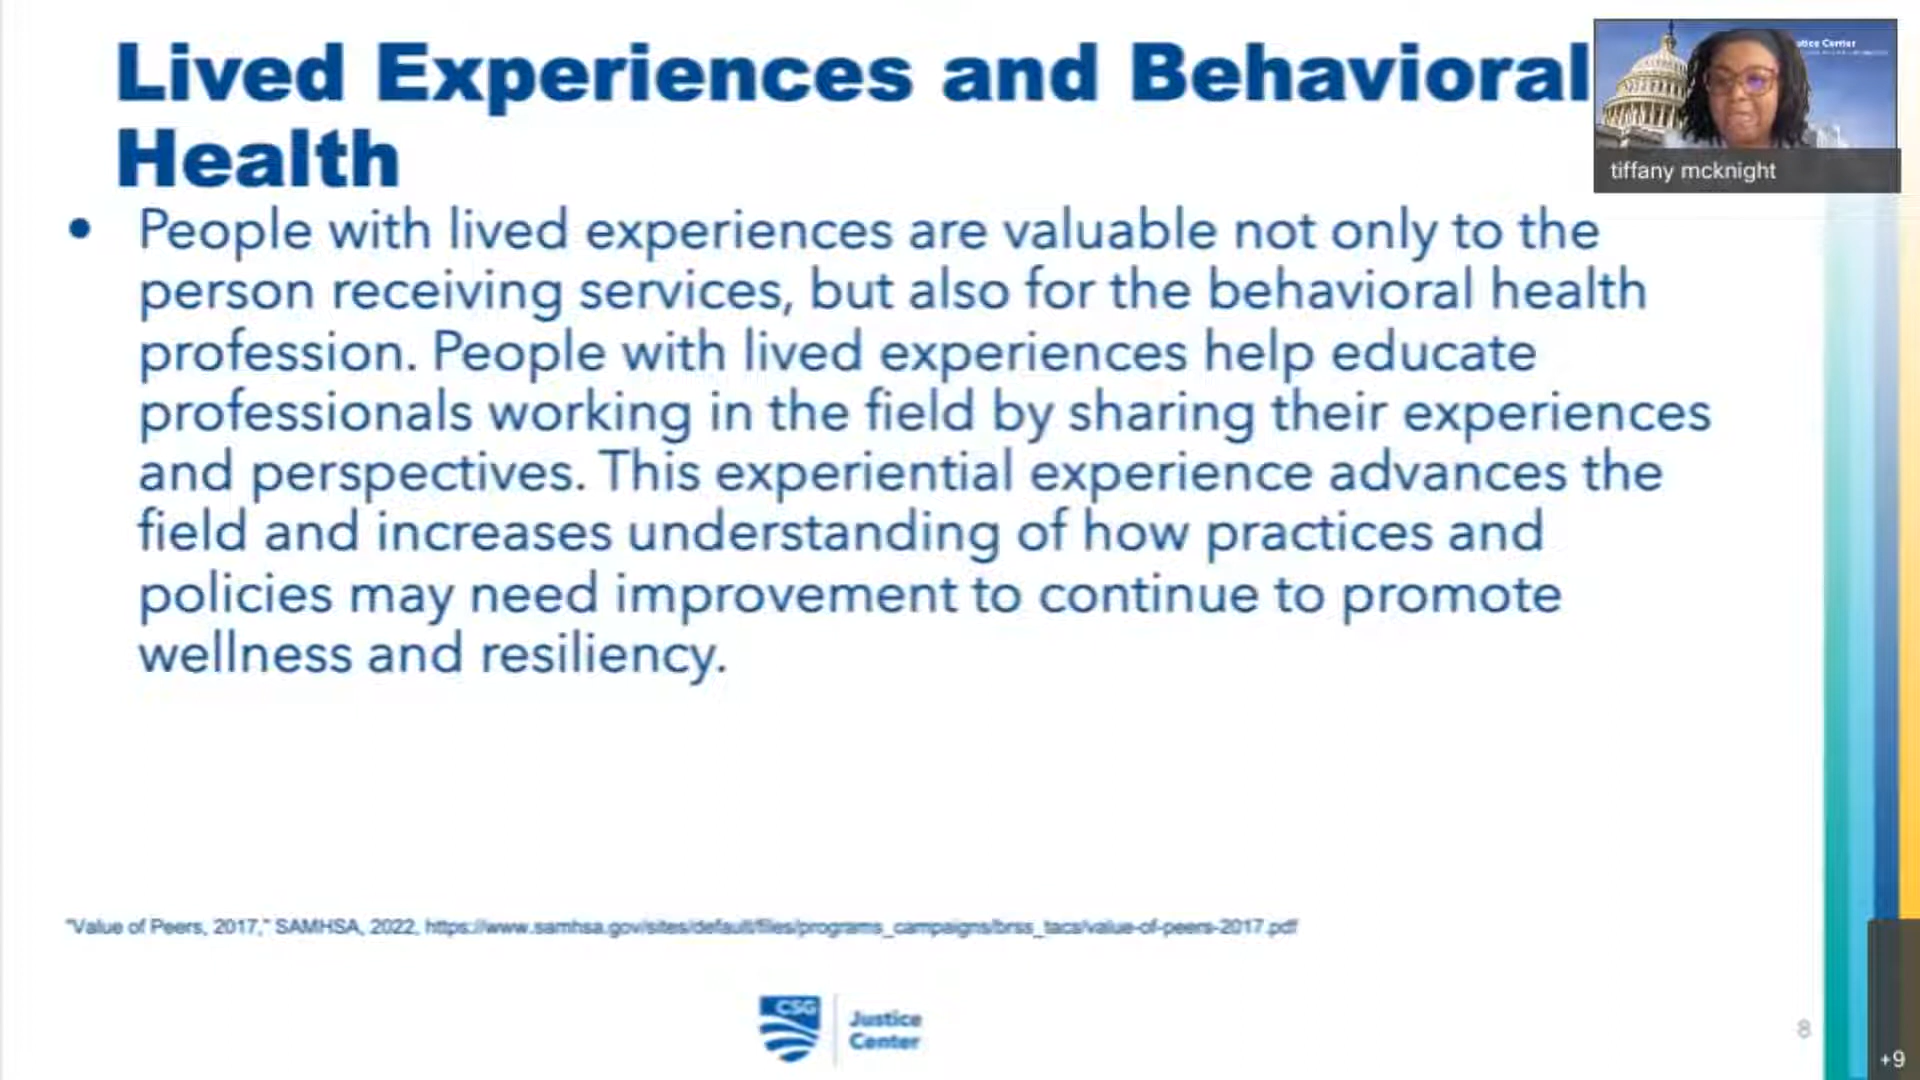 Lived Experiences and Behavioral
Health
tiffany mcknight
stice Center
• People with lived experiences are valuable not only to the
person receiving services, but also for the behavioral health
profession. People with lived experiences help educate
professionals working in the field by sharing their experiences
and perspectives. This experiential experience advances the
field and increases understanding of how practices and
policies may need improvement to continue to promote
wellness and resiliency.
"Value of Peers, 2017," SAMHSA, 2022, https://www.samhsa.gov/sites/default/files/programs_campaigns/brss_tacs/value-of-peers-2017.pdf
CSG
Justice
Center
8
+9